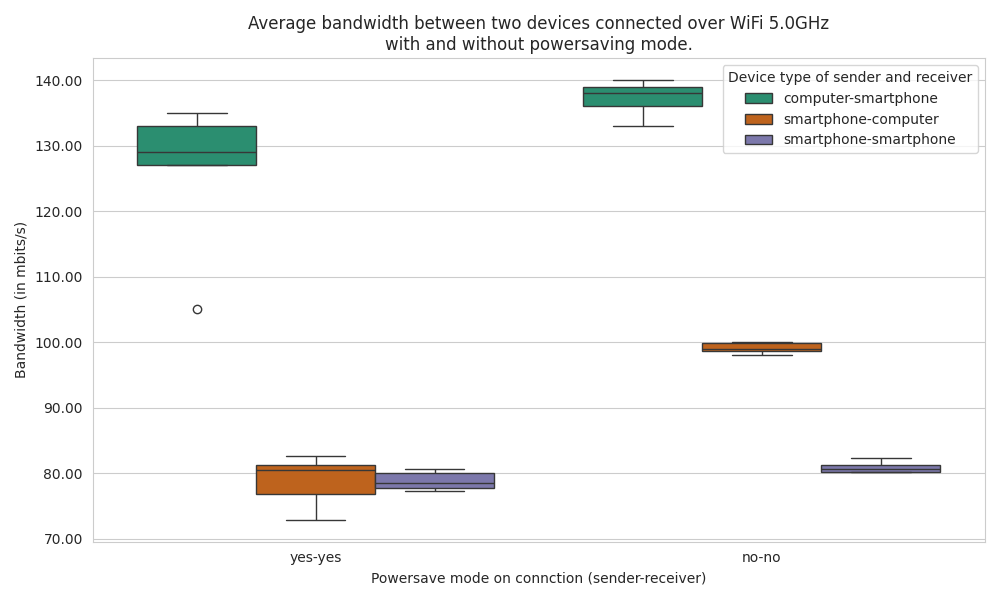 Average bandwidth between two devices connected over WiFi 5.0GHz
with and without powersaving mode.
Device type of sender and receiver
computer-smartphone
smartphone-computer
smartphone-smartphone
Bandwidth (in mbits/s)
140.00
130.00
120.00
110.00
100.00
90.00
80.00
70.00
yes-yes
no-no
Powersave mode on connction (sender-receiver)